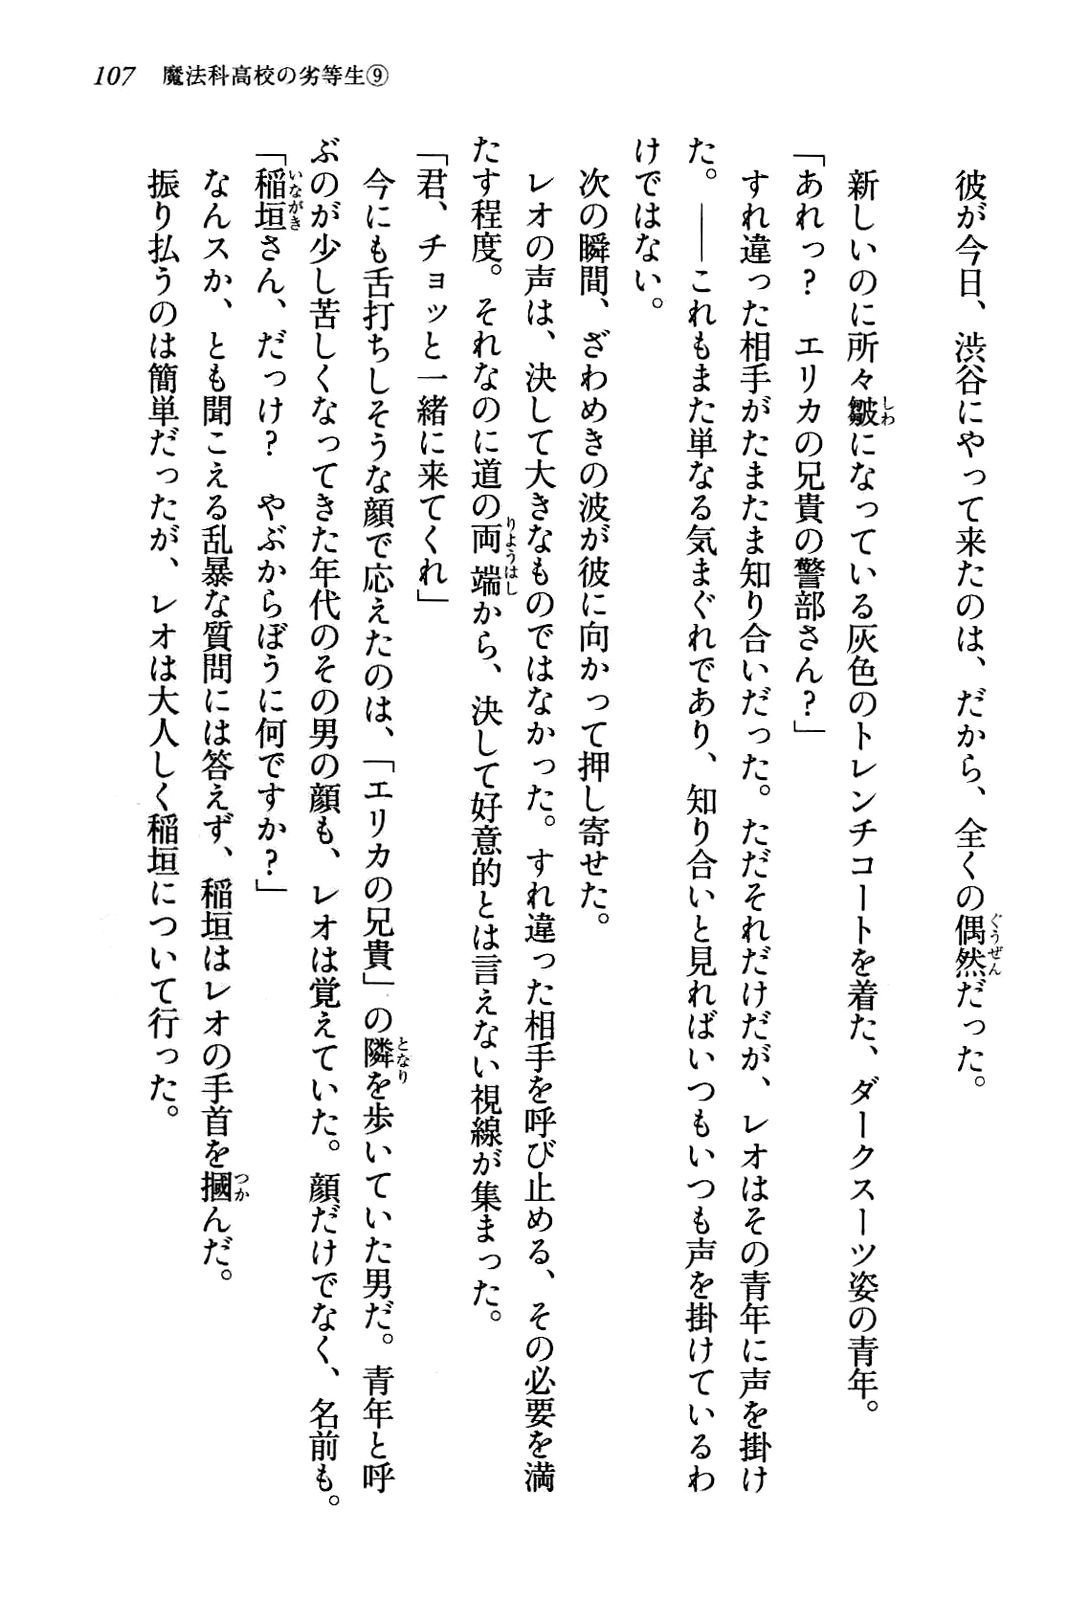 107 魔法科高校の劣等生⑨
彼が今日、渋谷にやって来たのは、だから、全くの偶然だった。
新しいのに所々皺になっている灰色のトレンチコートを着た、ダークスーツ姿の青年。
「あれっ？　エリカの兄貴の警部さん？」
すれ違った相手がたまたま知り合いだった。ただそれだけだが、レオはその青年に声を掛け
た。――これもまた単なる気まぐれであり、知り合いと見ればいつもいつも声を掛けているわ
けではない。
次の瞬間、ざわめきの波が彼に向かって押し寄せた。
レオの声は、決して大きなものではなかった。すれ違った相手を呼び止める、その必要を満
たす程度。それなのに道の両端から、決して好意的とは言えない視線が集まった。
「君、チョッと一緒に来てくれ」
今にも舌打ちしそうな顔で応えたのは、「エリカの兄貴」の隣を歩いていた男だ。青年と呼
ぶのが少し苦しくなってきた年代のその男の顔も、レオは覚えていた。顔だけでなく、名前も。
「稲垣さん、だっけ？　やぶからぼうに何ですか？」
なんスか、とも聞こえる乱暴な質問には答えず、稲垣はレオの手首を摑んだ。
振り払うのは簡単だったが、レオは大人しく稲垣について行った。